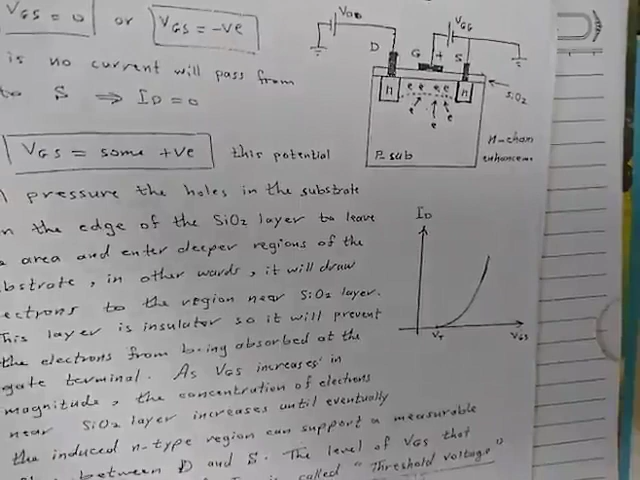 VGS = 0 or VGS = -ve
is no current will pass from
to S ⇒ ID = 0
VDD
VGG
D
G
+
S
n
e e e e
n
e e e
SiO2
P-sub
n-chan
enhancem
VGS = some +ve this potential
pressure the holes in the substrate
the edge of the SiO2 layer to leave
area and enter deeper regions of the
bstrate, in other wards, it will draw
ectrons to the region near SiO2 layer.
This layer is insulator so it will prevent
the electrons from being absorbed at the
gate terminal. As VGS increases in
magnitude, the concentration of electrons
near SiO2 layer increases until eventually
the induced n-type region can support a measurable
between D and S. The level of VGS that
called "Threshold voltage"
ID
VT
VGS